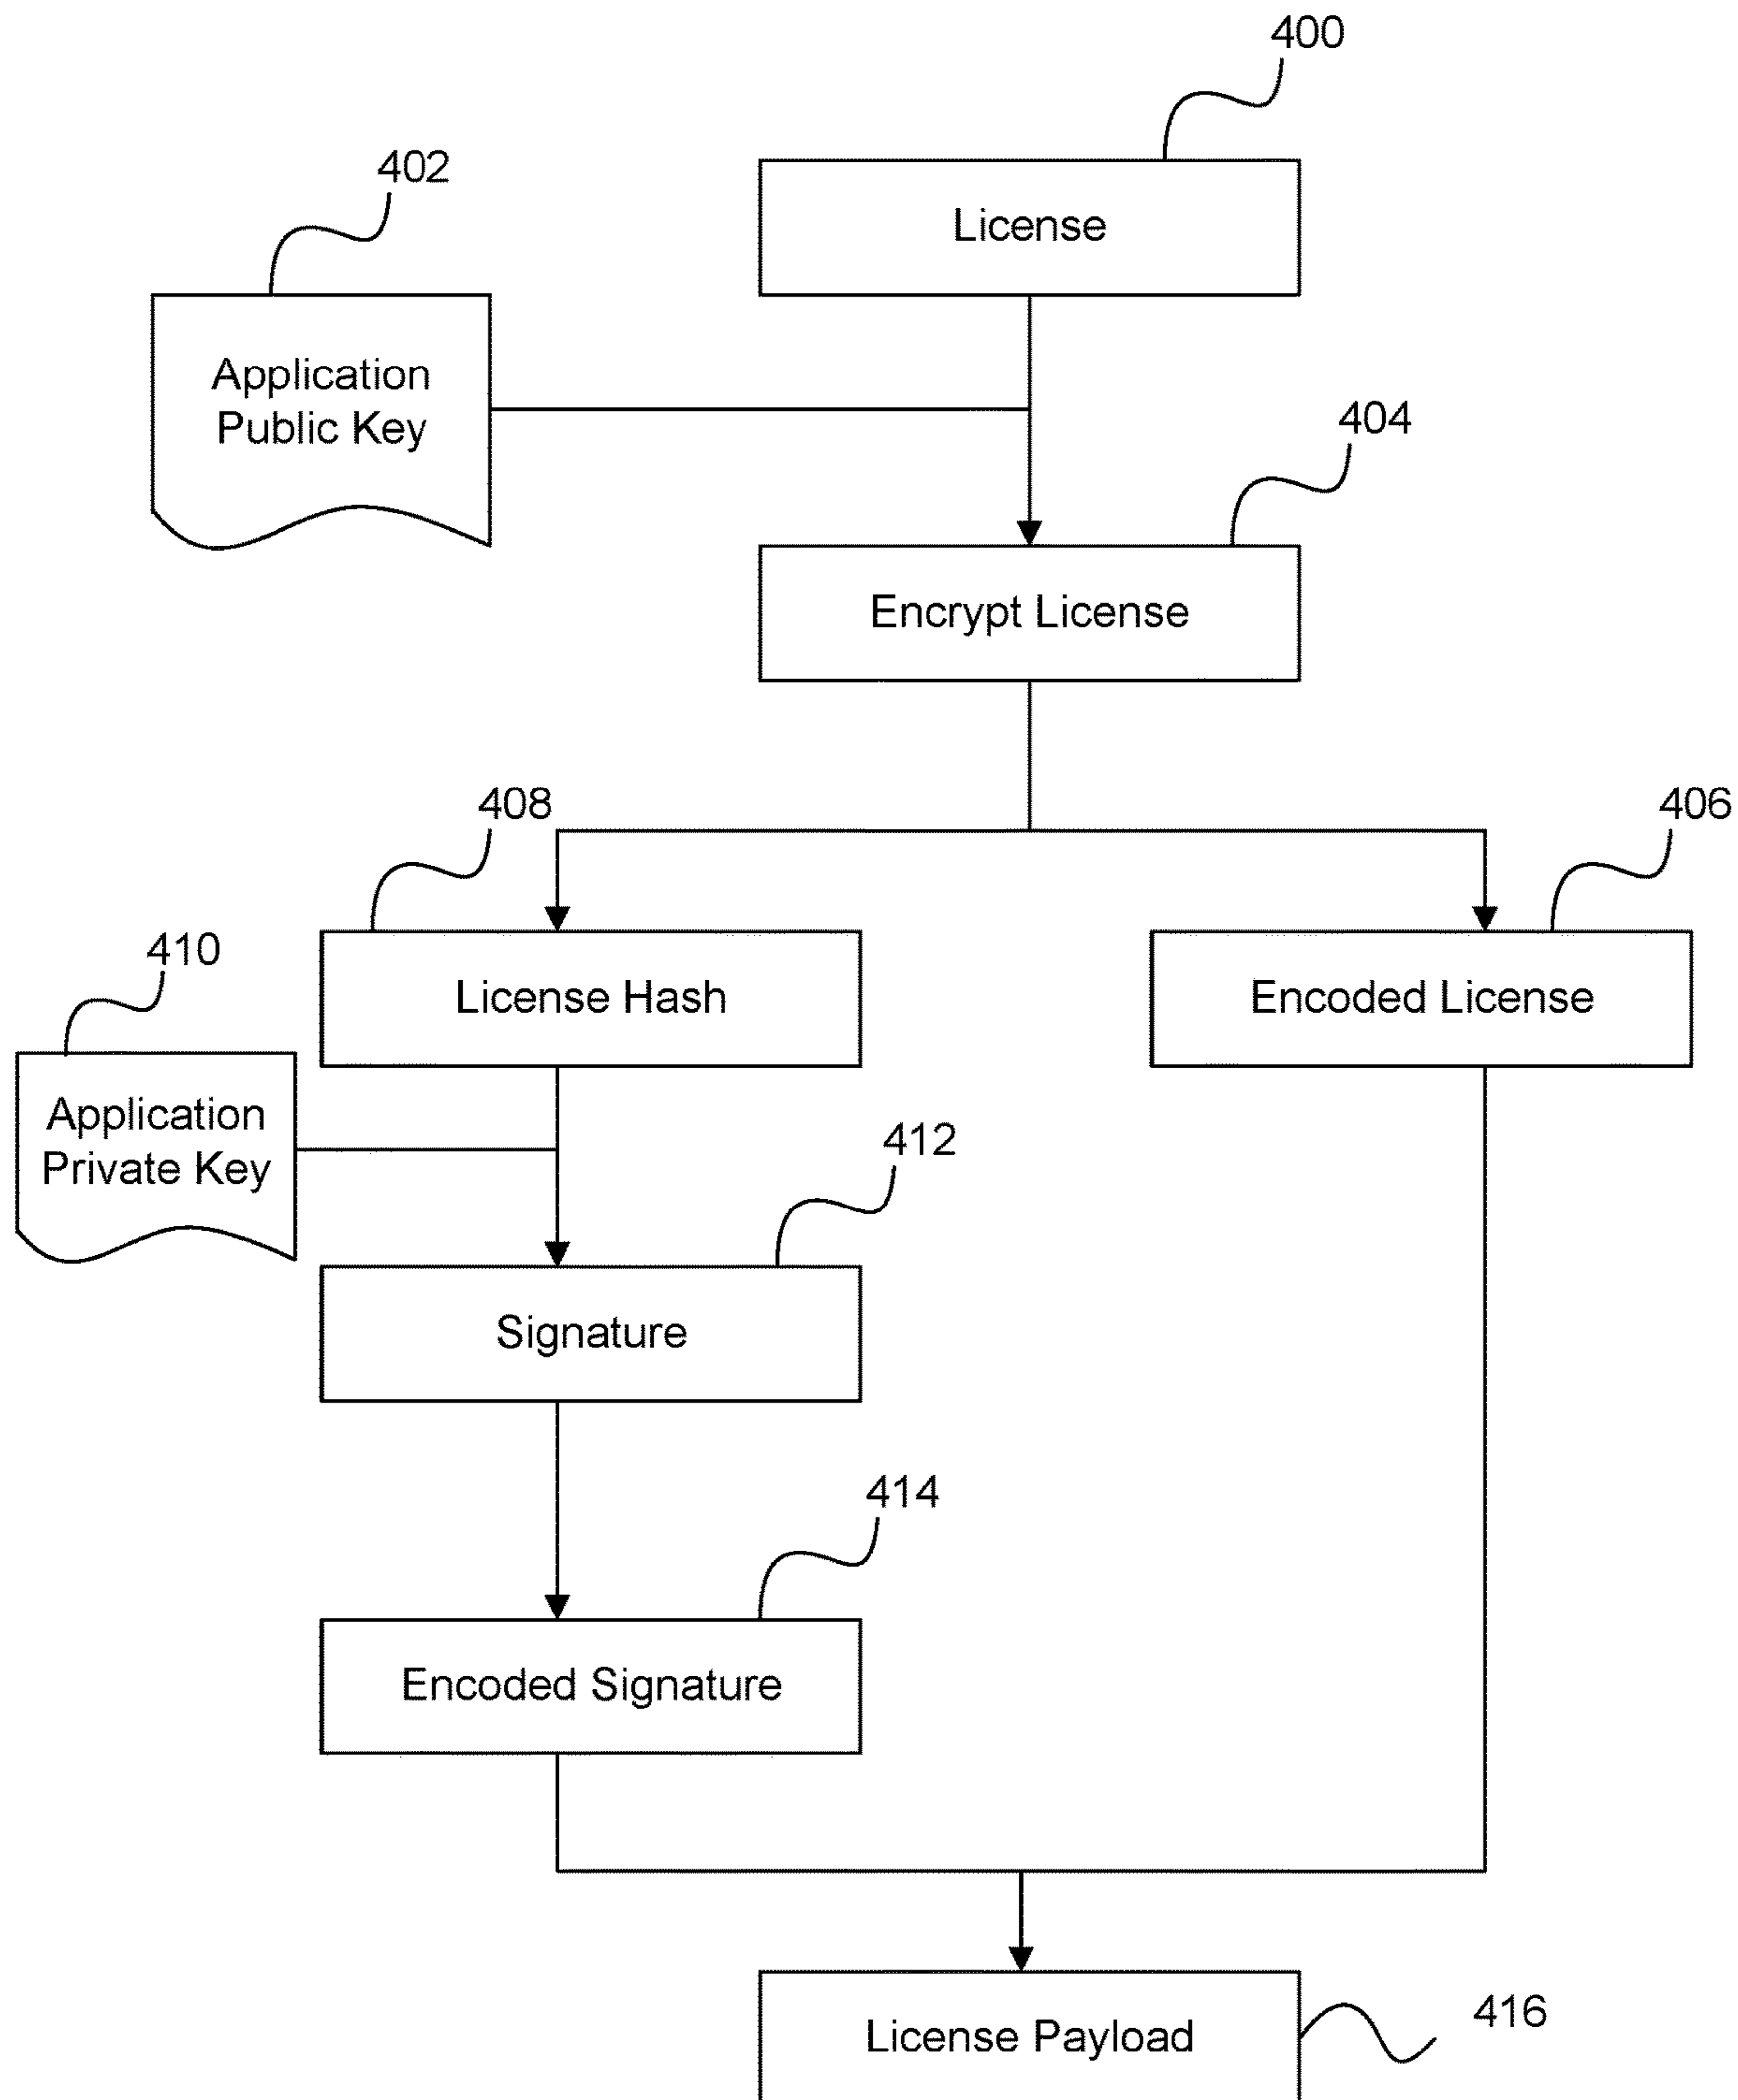 400
402
License
Application
Public Key
404
Encrypt License
408
406
410
License Hash
Encoded License
Application
Private Key
412
Signature
414
Encoded Signature
416
License Payload